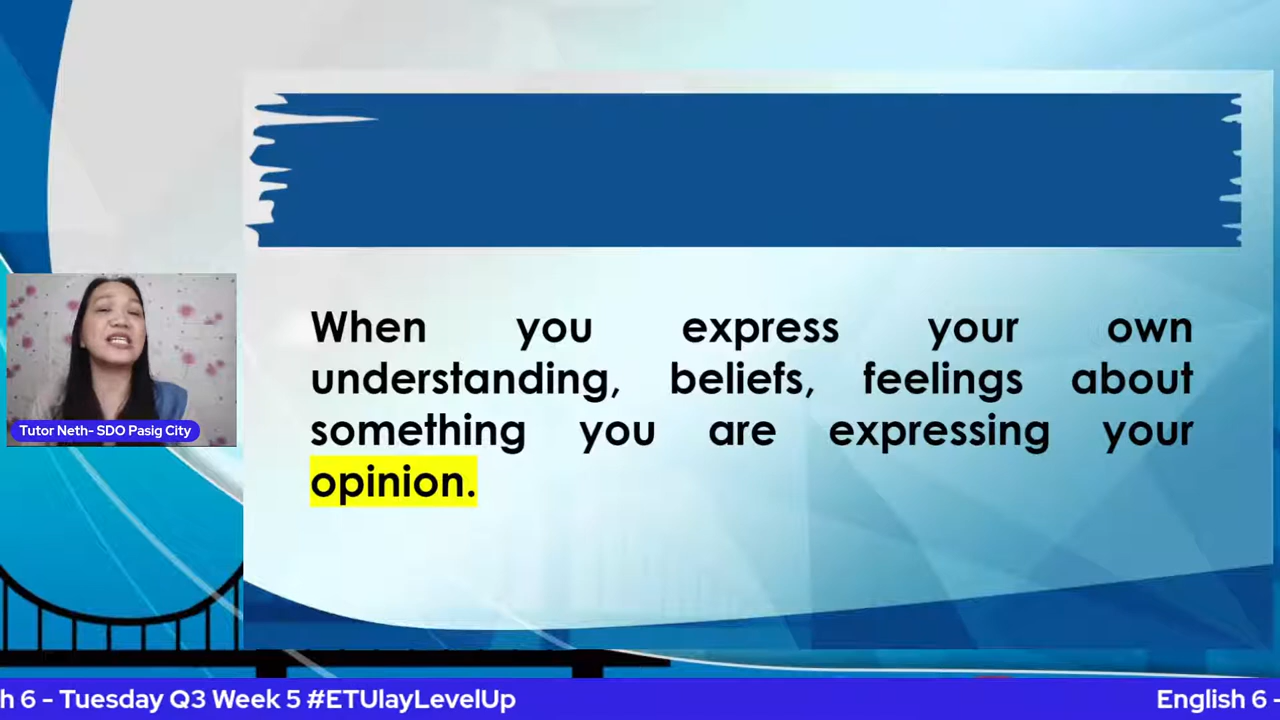 When you express your own
understanding, beliefs, feelings about
something you are expressing your
opinion.
Tutor Neth- SDO Pasig City
h 6 - Tuesday Q3 Week 5 #ETUlayLevelUp
English 6 -